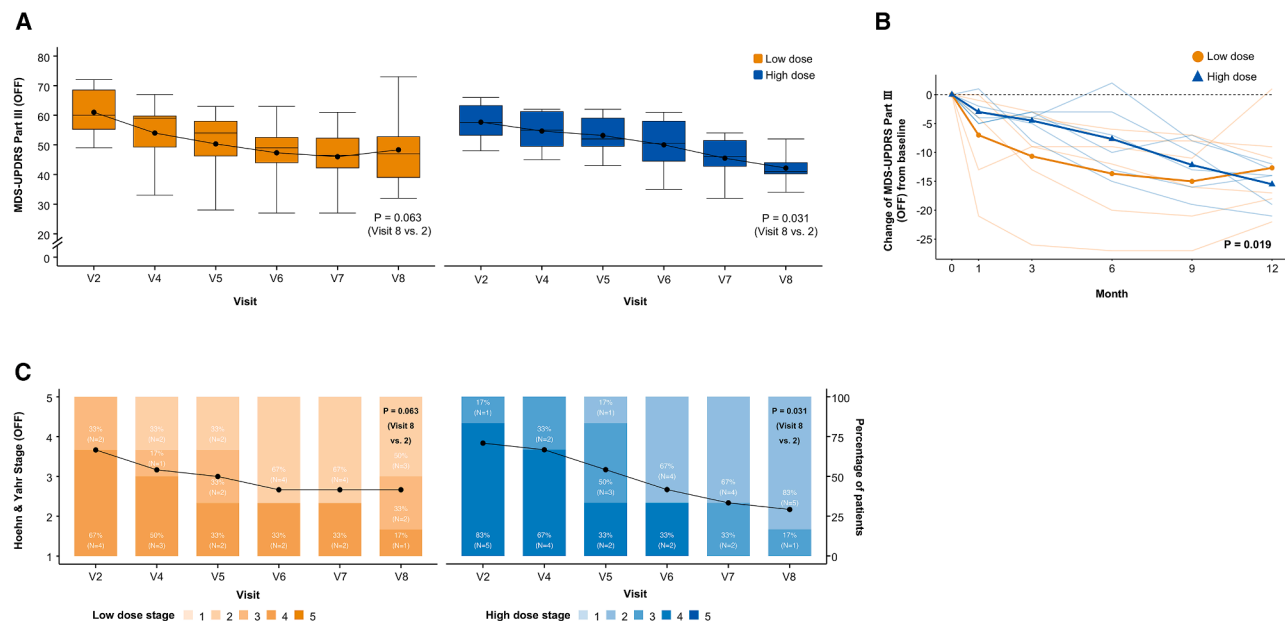 A
MDS-UPDRS Part III (OFF)
80
70
60
50
40
30
20
0
V2
V4
V5
V6
V7
V8
Visit
P = 0.063
(Visit 8 vs. 2)
Low dose
High dose
V2
V4
V5
V6
V7
V8
Visit
P = 0.031
(Visit 8 vs. 2)
B
Low dose
High dose
Change of MDS-UPDRS Part III
(OFF) from baseline
0
-5
-10
-15
-20
-25
0
1
3
6
9
12
Month
P = 0.019
C
Hoehn & Yahr Stage (OFF)
5
4
3
2
1
33%
(N=2)
67%
(N=4)
33%
(N=2)
17%
(N=1)
50%
(N=3)
33%
(N=2)
(N=2)
33%
(N=2)
67%
(N=4)
33%
(N=2)
67%
(N=4)
33%
(N=2)
P = 0.063
(Visit 8
vs. 2)
50%
(N=3)
33%
(N=2)
17%
(N=1)
V2
V4
V5
V6
V7
V8
Visit
Low dose stage
1
2
3
4
5
17%
(N=1)
83%
(N=5)
33%
(N=2)
67%
(N=4)
17%
(N=1)
50%
(N=3)
33%
(N=2)
67%
(N=4)
33%
(N=2)
67%
(N=4)
33%
(N=2)
P = 0.031
(Visit 8
vs. 2)
83%
(N=5)
17%
(N=1)
V2
V4
V5
V6
V7
V8
Visit
100
75
50
25
0
Percentage of patients
High dose stage
1
2
3
4
5